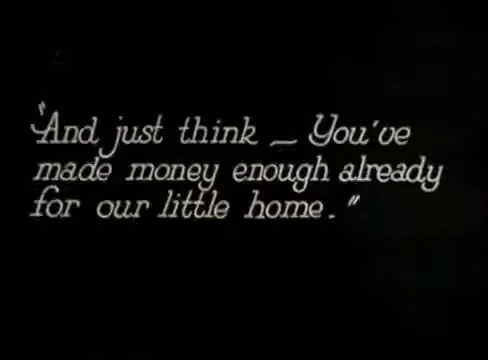 "And just think — You've
made money enough already
for our little home."